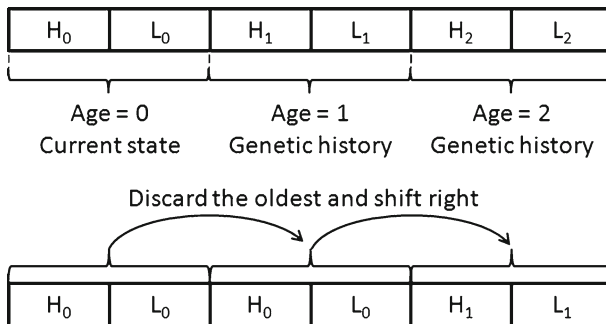 H₀ L₀ H₁ L₁ H₂ L₂
Age = 0 Age = 1 Age = 2
Current state Genetic history Genetic history
Discard the oldest and shift right
H₀ L₀ H₀ L₀ H₁ L₁